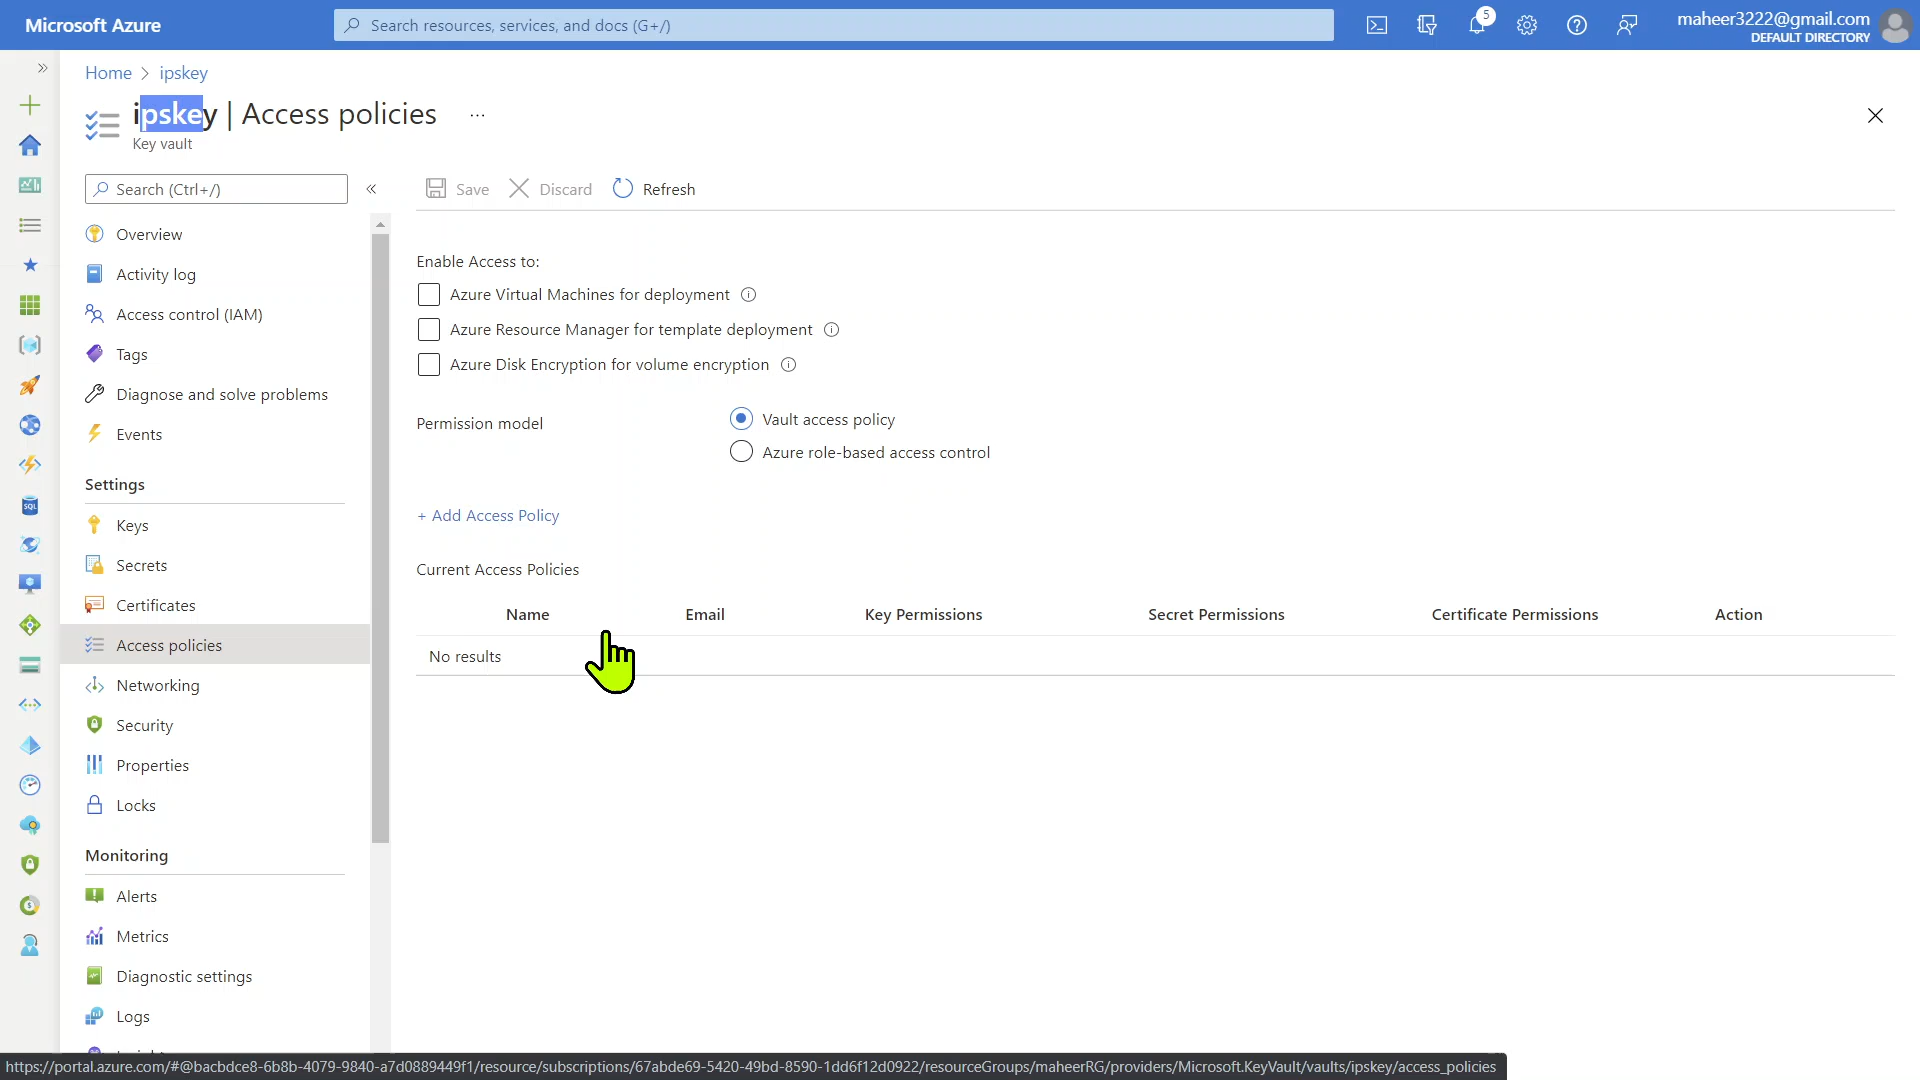 Microsoft Azure
Search resources, services, and docs (G+/)
5
maheer3222@gmail.com
DEFAULT DIRECTORY
Home > ipskey
ipskey | Access policies ...
Key vault
Search (Ctrl+/)
Save
Discard
Refresh
Overview
Activity log
Access control (IAM)
Tags
Diagnose and solve problems
Events
Settings
Keys
Secrets
Certificates
Access policies
Networking
Security
Properties
Locks
Monitoring
Alerts
Metrics
Diagnostic settings
Logs
Enable Access to:
Azure Virtual Machines for deployment
Azure Resource Manager for template deployment
Azure Disk Encryption for volume encryption
Permission model
Vault access policy
Azure role-based access control
+ Add Access Policy
Current Access Policies
Name Email Key Permissions Secret Permissions Certificate Permissions Action
No results
https://portal.azure.com/#@bacbdce8-6b8b-4079-9840-a7d0889449f1/resource/subscriptions/67abde69-5420-49bd-8590-1dd6f12d0922/resourceGroups/maheerRG/providers/Microsoft.KeyVault/vaults/ipskey/access_policies